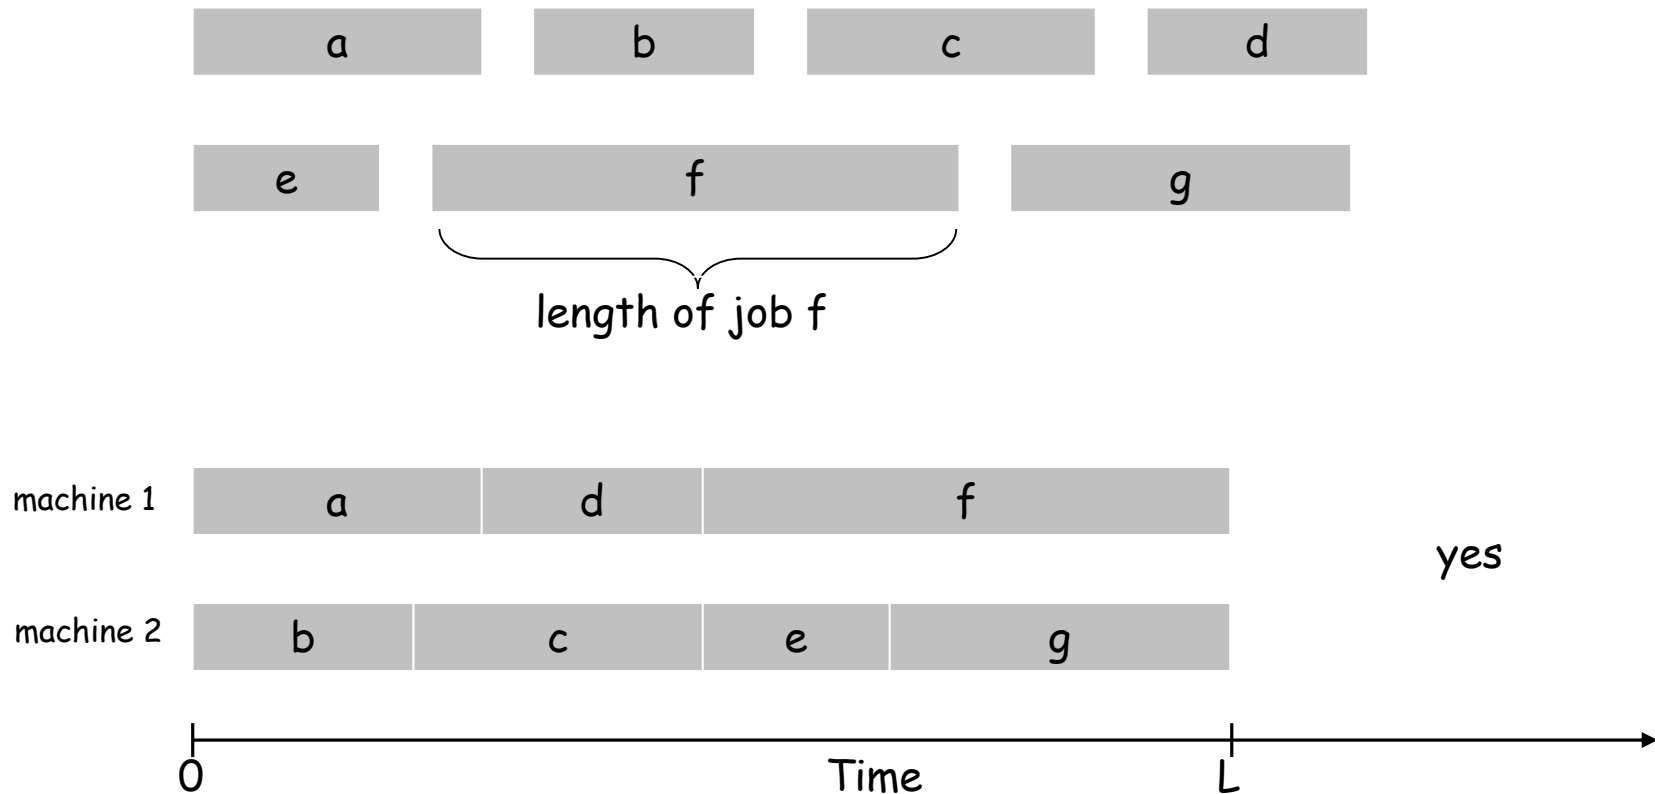 a b c d
e f g
length of job f
machine 1 a d f
yes
machine 2 b c e g
0 Time L